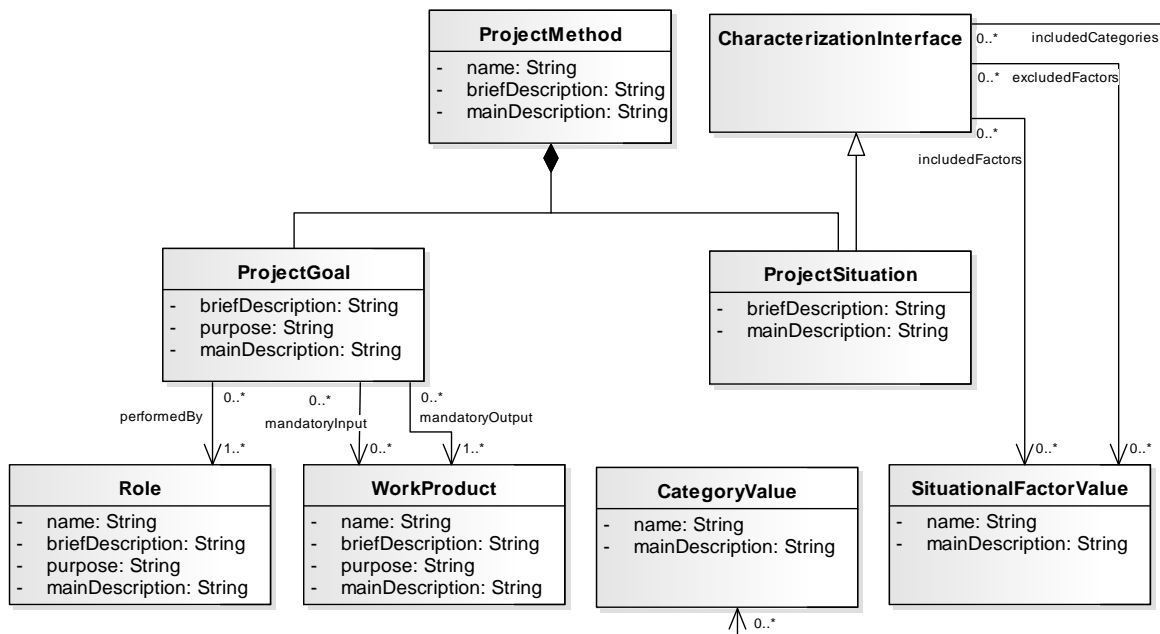 ProjectMethod
- name: String
- briefDescription: String
- mainDescription: String
CharacterizationInterface
0..*
includedCategories
0..*
excludedFactors
0..*
includedFactors
ProjectGoal
- briefDescription: String
- purpose: String
- mainDescription: String
ProjectSituation
- briefDescription: String
- mainDescription: String
0..*
performedBy
1..*
0..*
mandatoryInput
0..*
0..*
mandatoryOutput
1..*
0..*
0..*
Role
- name: String
- briefDescription: String
- purpose: String
- mainDescription: String
WorkProduct
- name: String
- briefDescription: String
- purpose: String
- mainDescription: String
CategoryValue
- name: String
- mainDescription: String
SituationalFactorValue
- name: String
- mainDescription: String
0..*